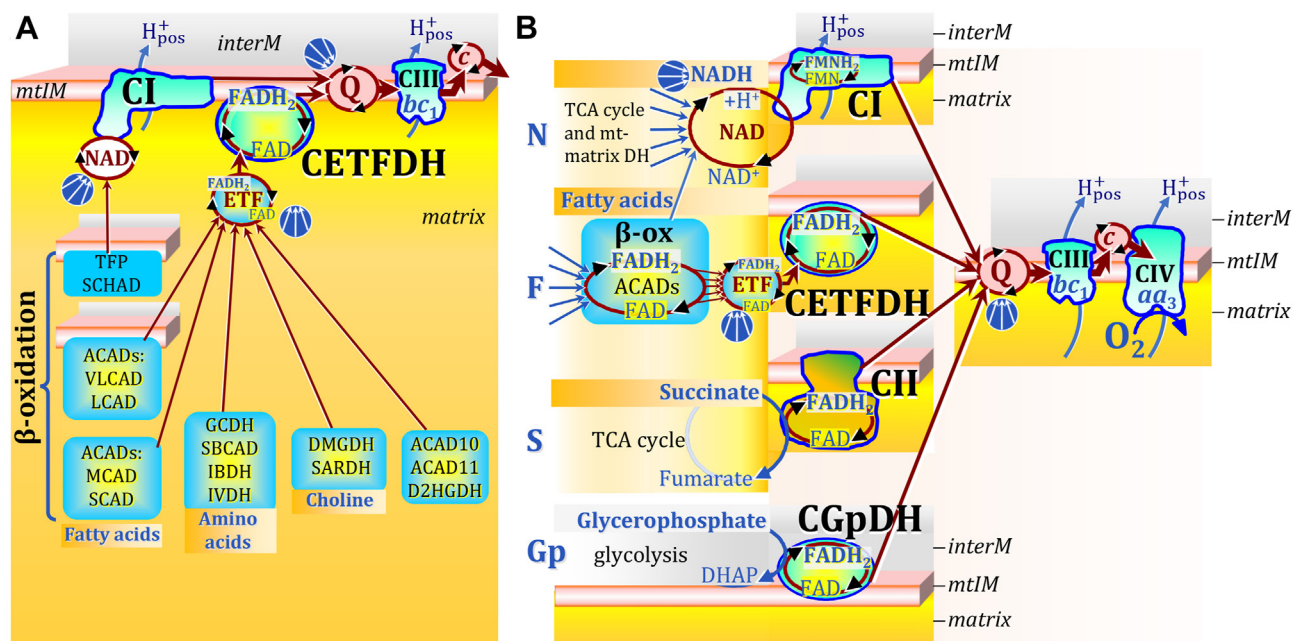 A
H+pos
interM
mtIM
CI
Q
CIII
bc1
c
NAD
FADH2
FAD
CETFDH
FADH2
ETF
FAD
matrix
β-oxidation
TFP
SCHAD
ACADs:
VLCAD
LCAD
ACADs:
MCAD
SCAD
Fatty acids
GCDH
SBCAD
IBDH
IVDH
Amino
acids
DMGDH
SARDH
Choline
ACAD10
ACAD11
D2HGDH
H+pos
B
H+pos
interM
mtIM
matrix
NADH
+H+
NAD
NAD+
FMNH2
FMN
CI
N
TCA cycle
and mt-
matrix DH
Fatty acids
F
β-ox
FADH2
ACADs
FAD
FADH2
ETF
FAD
FADH2
FAD
CETFDH
S
Succinate
TCA cycle
Fumarate
CII
FADH2
FAD
Gp
Glycerophosphate
glycolysis
DHAP
CGpDH
FADH2
FAD
interM
mtIM
matrix
Q
H+pos
CIII
bc1
c
H+pos
CIV
aa3
O2
interM
mtIM
matrix